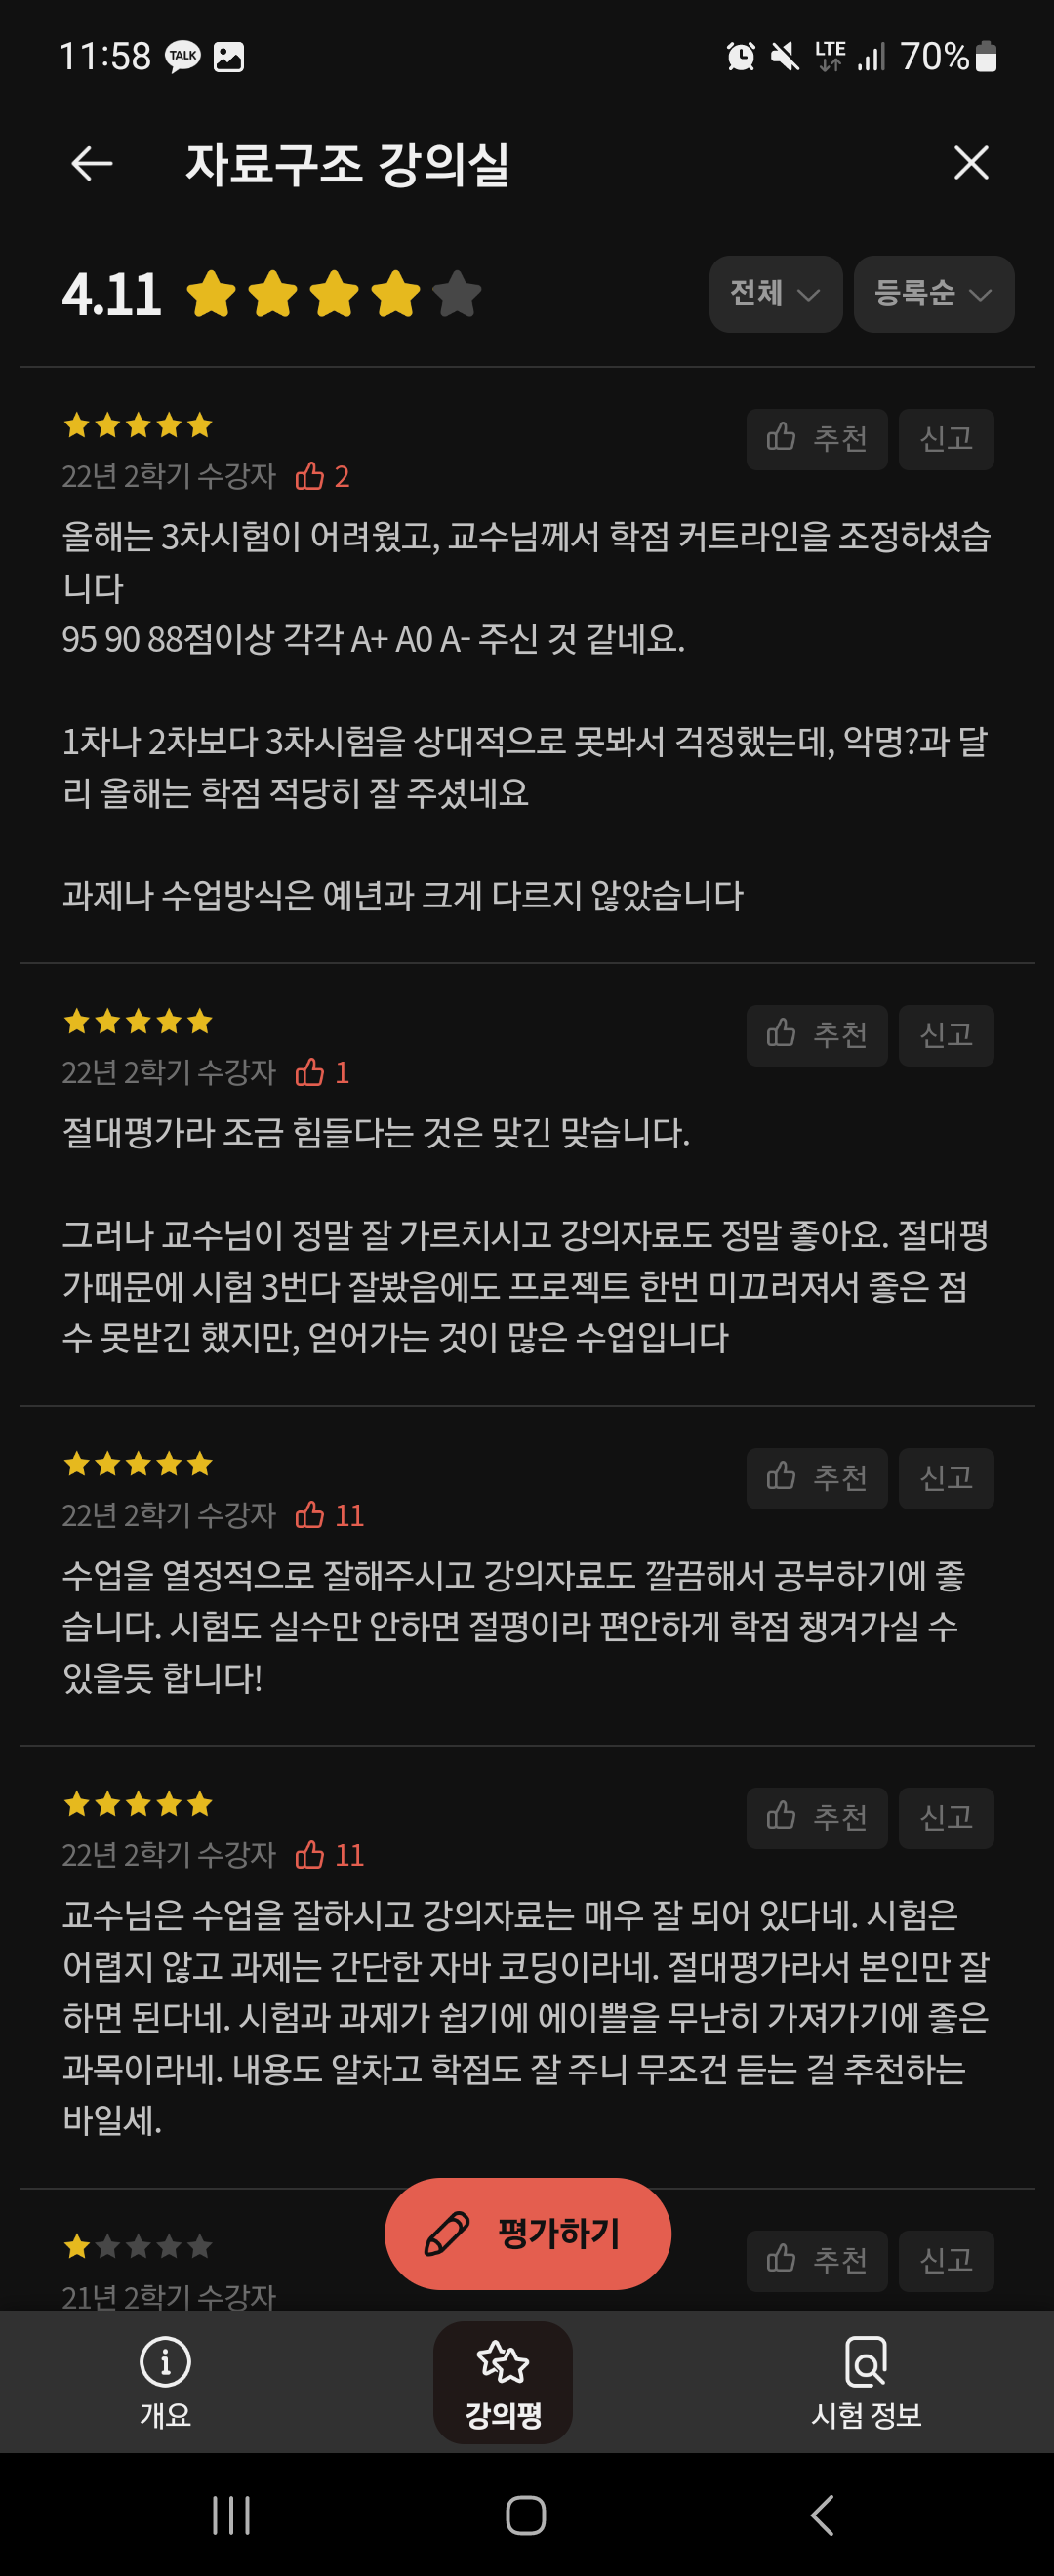 11:58 TALK LTE 70%
자료구조 강의실
4.11 전체 등록순
추천 신고
22년 2학기 수강자 2
올해는 3차시험이 어려웠고, 교수님께서 학점 커트라인을 조정하셨습
니다
95 90 88점이상 각각 A+ A0 A- 주신 것 같네요.
1차나 2차보다 3차시험을 상대적으로 못봐서 걱정했는데, 악명?과 달
리 올해는 학점 적당히 잘 주셨네요
과제나 수업방식은 예년과 크게 다르지 않았습니다
추천 신고
22년 2학기 수강자 1
절대평가라 조금 힘들다는 것은 맞긴 맞습니다.
그러나 교수님이 정말 잘 가르치시고 강의자료도 정말 좋아요. 절대평
가때문에 시험 3번다 잘봤음에도 프로젝트 한번 미끄러져서 좋은 점
수 못받긴 했지만, 얻어가는 것이 많은 수업입니다
추천 신고
22년 2학기 수강자 11
수업을 열정적으로 잘해주시고 강의자료도 깔끔해서 공부하기에 좋
습니다. 시험도 실수만 안하면 절평이라 편안하게 학점 챙겨가실 수
있을듯 합니다!
추천 신고
22년 2학기 수강자 11
교수님은 수업을 잘하시고 강의자료는 매우 잘 되어 있다네. 시험은
어렵지 않고 과제는 간단한 자바 코딩이라네. 절대평가라서 본인만 잘
하면 된다네. 시험과 과제가 쉽기에 에이쁠을 무난히 가져가기에 좋은
과목이라네. 내용도 알차고 학점도 잘 주니 무조건 듣는 걸 추천하는
바일세.
평가하기
추천 신고
21년 2학기 수강자
개요 강의평 시험 정보